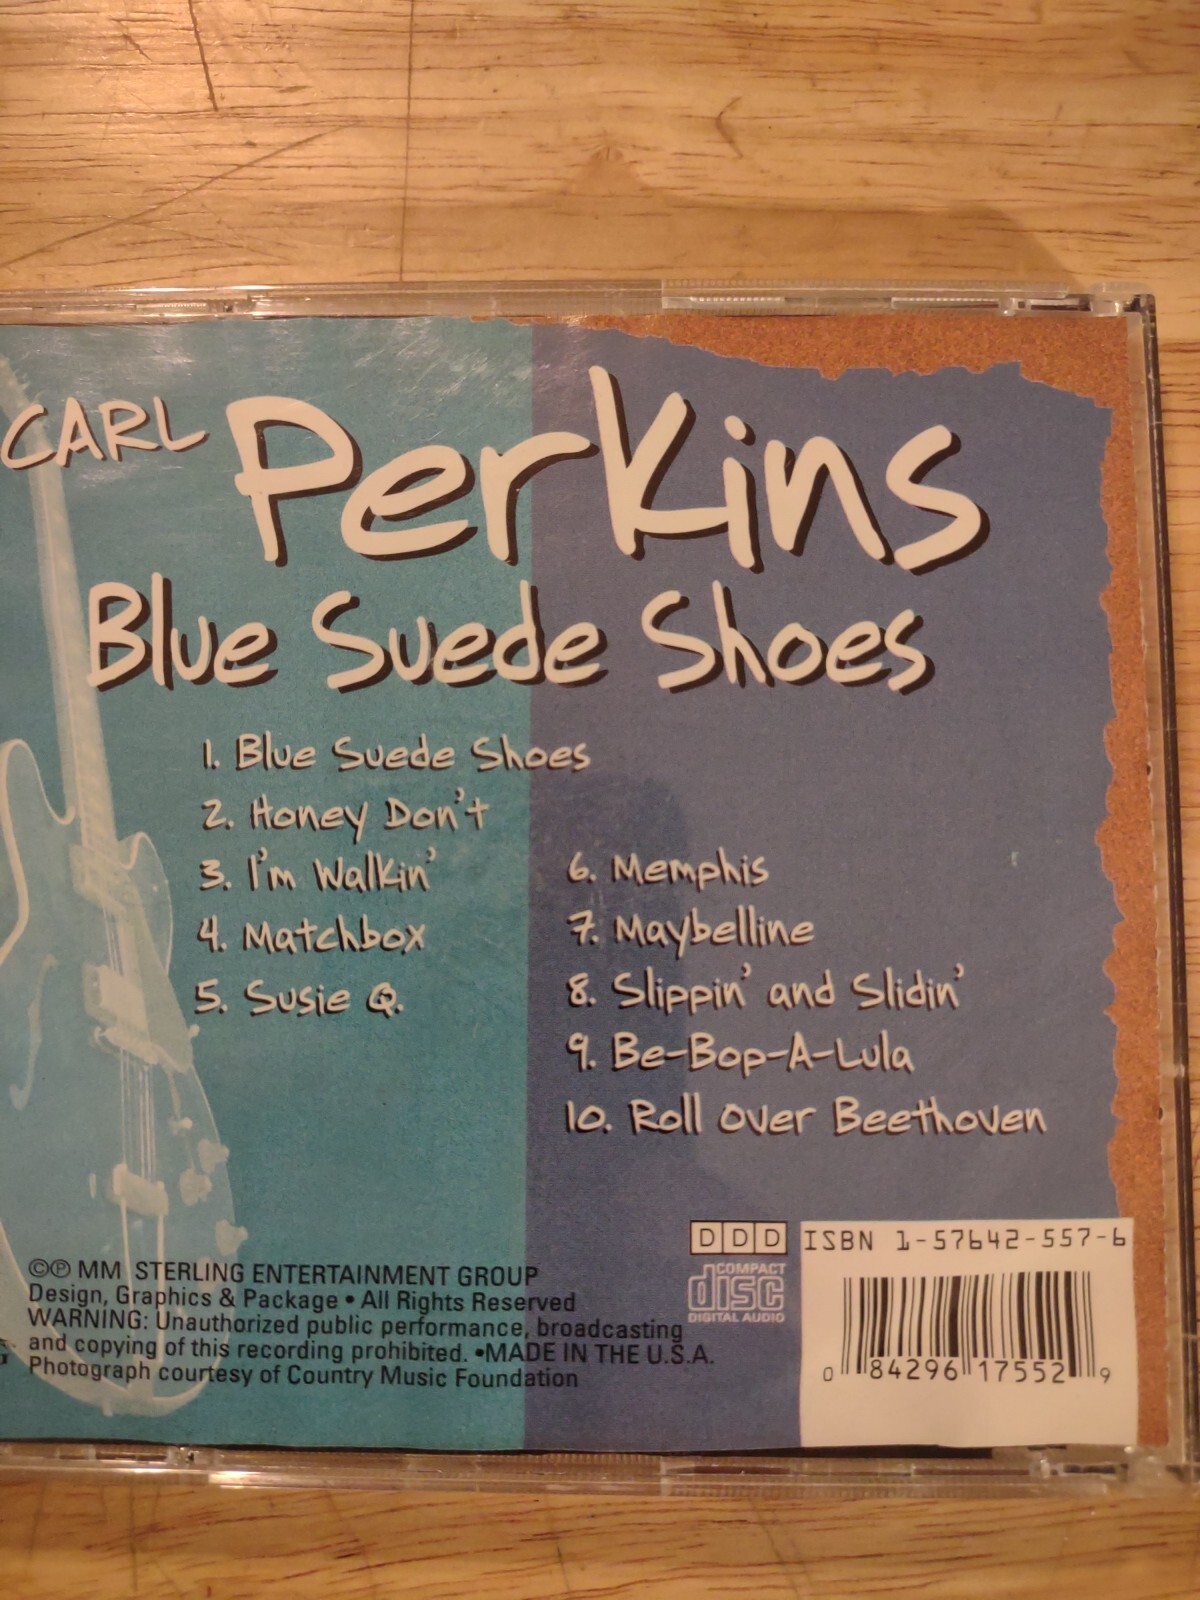 CARL Perkins
Blue Suede Shoes
1. Blue Suede Shoes
2. Honey Don't
3. I'm Walkin'
4. Matchbox
5. Susie Q.
6. Memphis
7. Maybelline
8. Slippin' and Slidin'
9. Be-Bop-A-Lula
10. Roll Over Beethoven
©℗ MM STERLING ENTERTAINMENT GROUP
Design, Graphics & Package • All Rights Reserved
WARNING: Unauthorized public performance, broadcasting
and copying of this recording prohibited. •MADE IN THE U.S.A.
Photograph courtesy of Country Music Foundation
DDD
COMPACT
disc
DIGITAL AUDIO
ISBN 1-57642-557-6
0 84296 17552 9